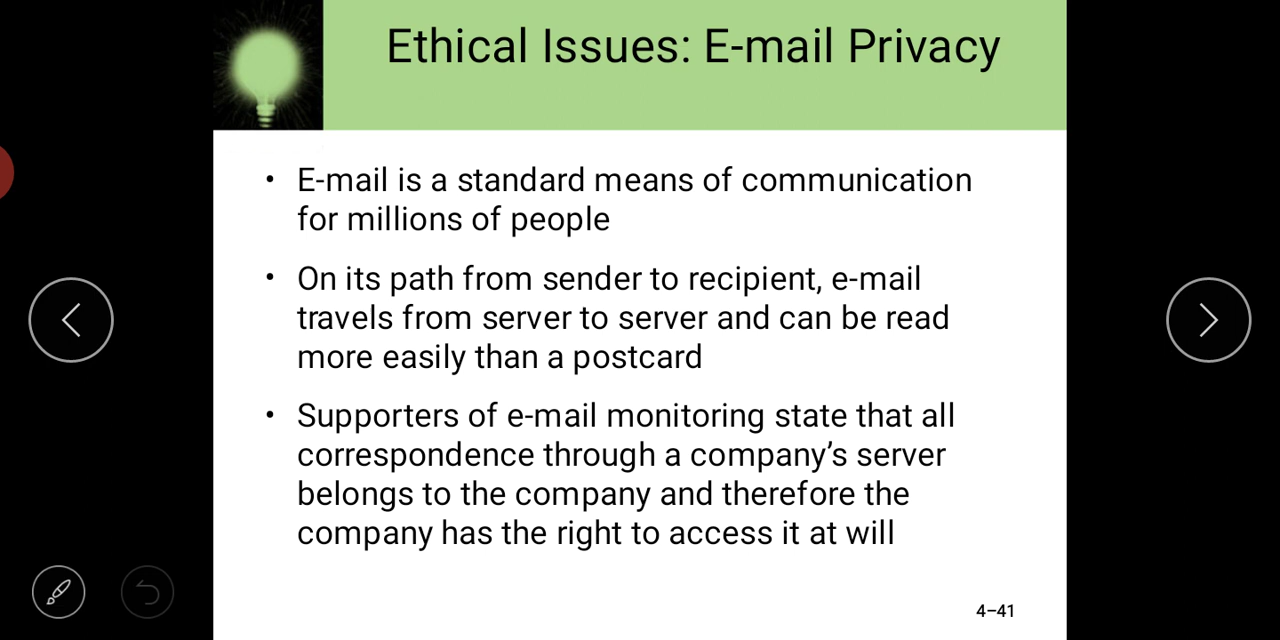 Ethical Issues: E-mail Privacy
• E-mail is a standard means of communication
for millions of people
• On its path from sender to recipient, e-mail
travels from server to server and can be read
more easily than a postcard
• Supporters of e-mail monitoring state that all
correspondence through a company’s server
belongs to the company and therefore the
company has the right to access it at will
4–41